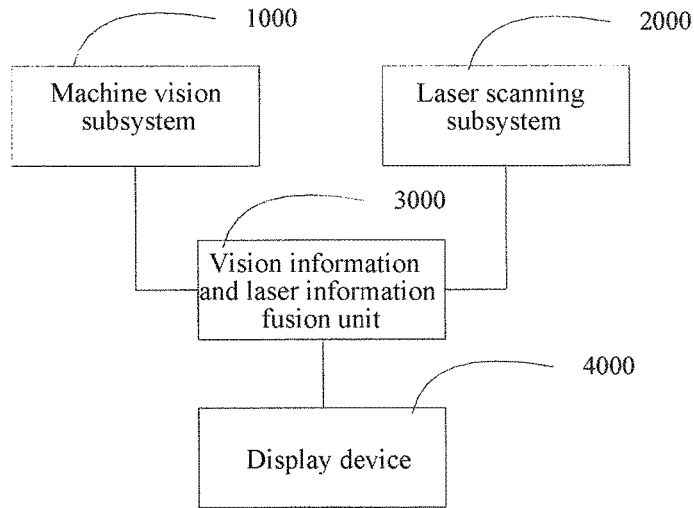 1000
2000
Machine vision
subsystem
Laser scanning
subsystem
3000
Vision information
and laser information
fusion unit
4000
Display device